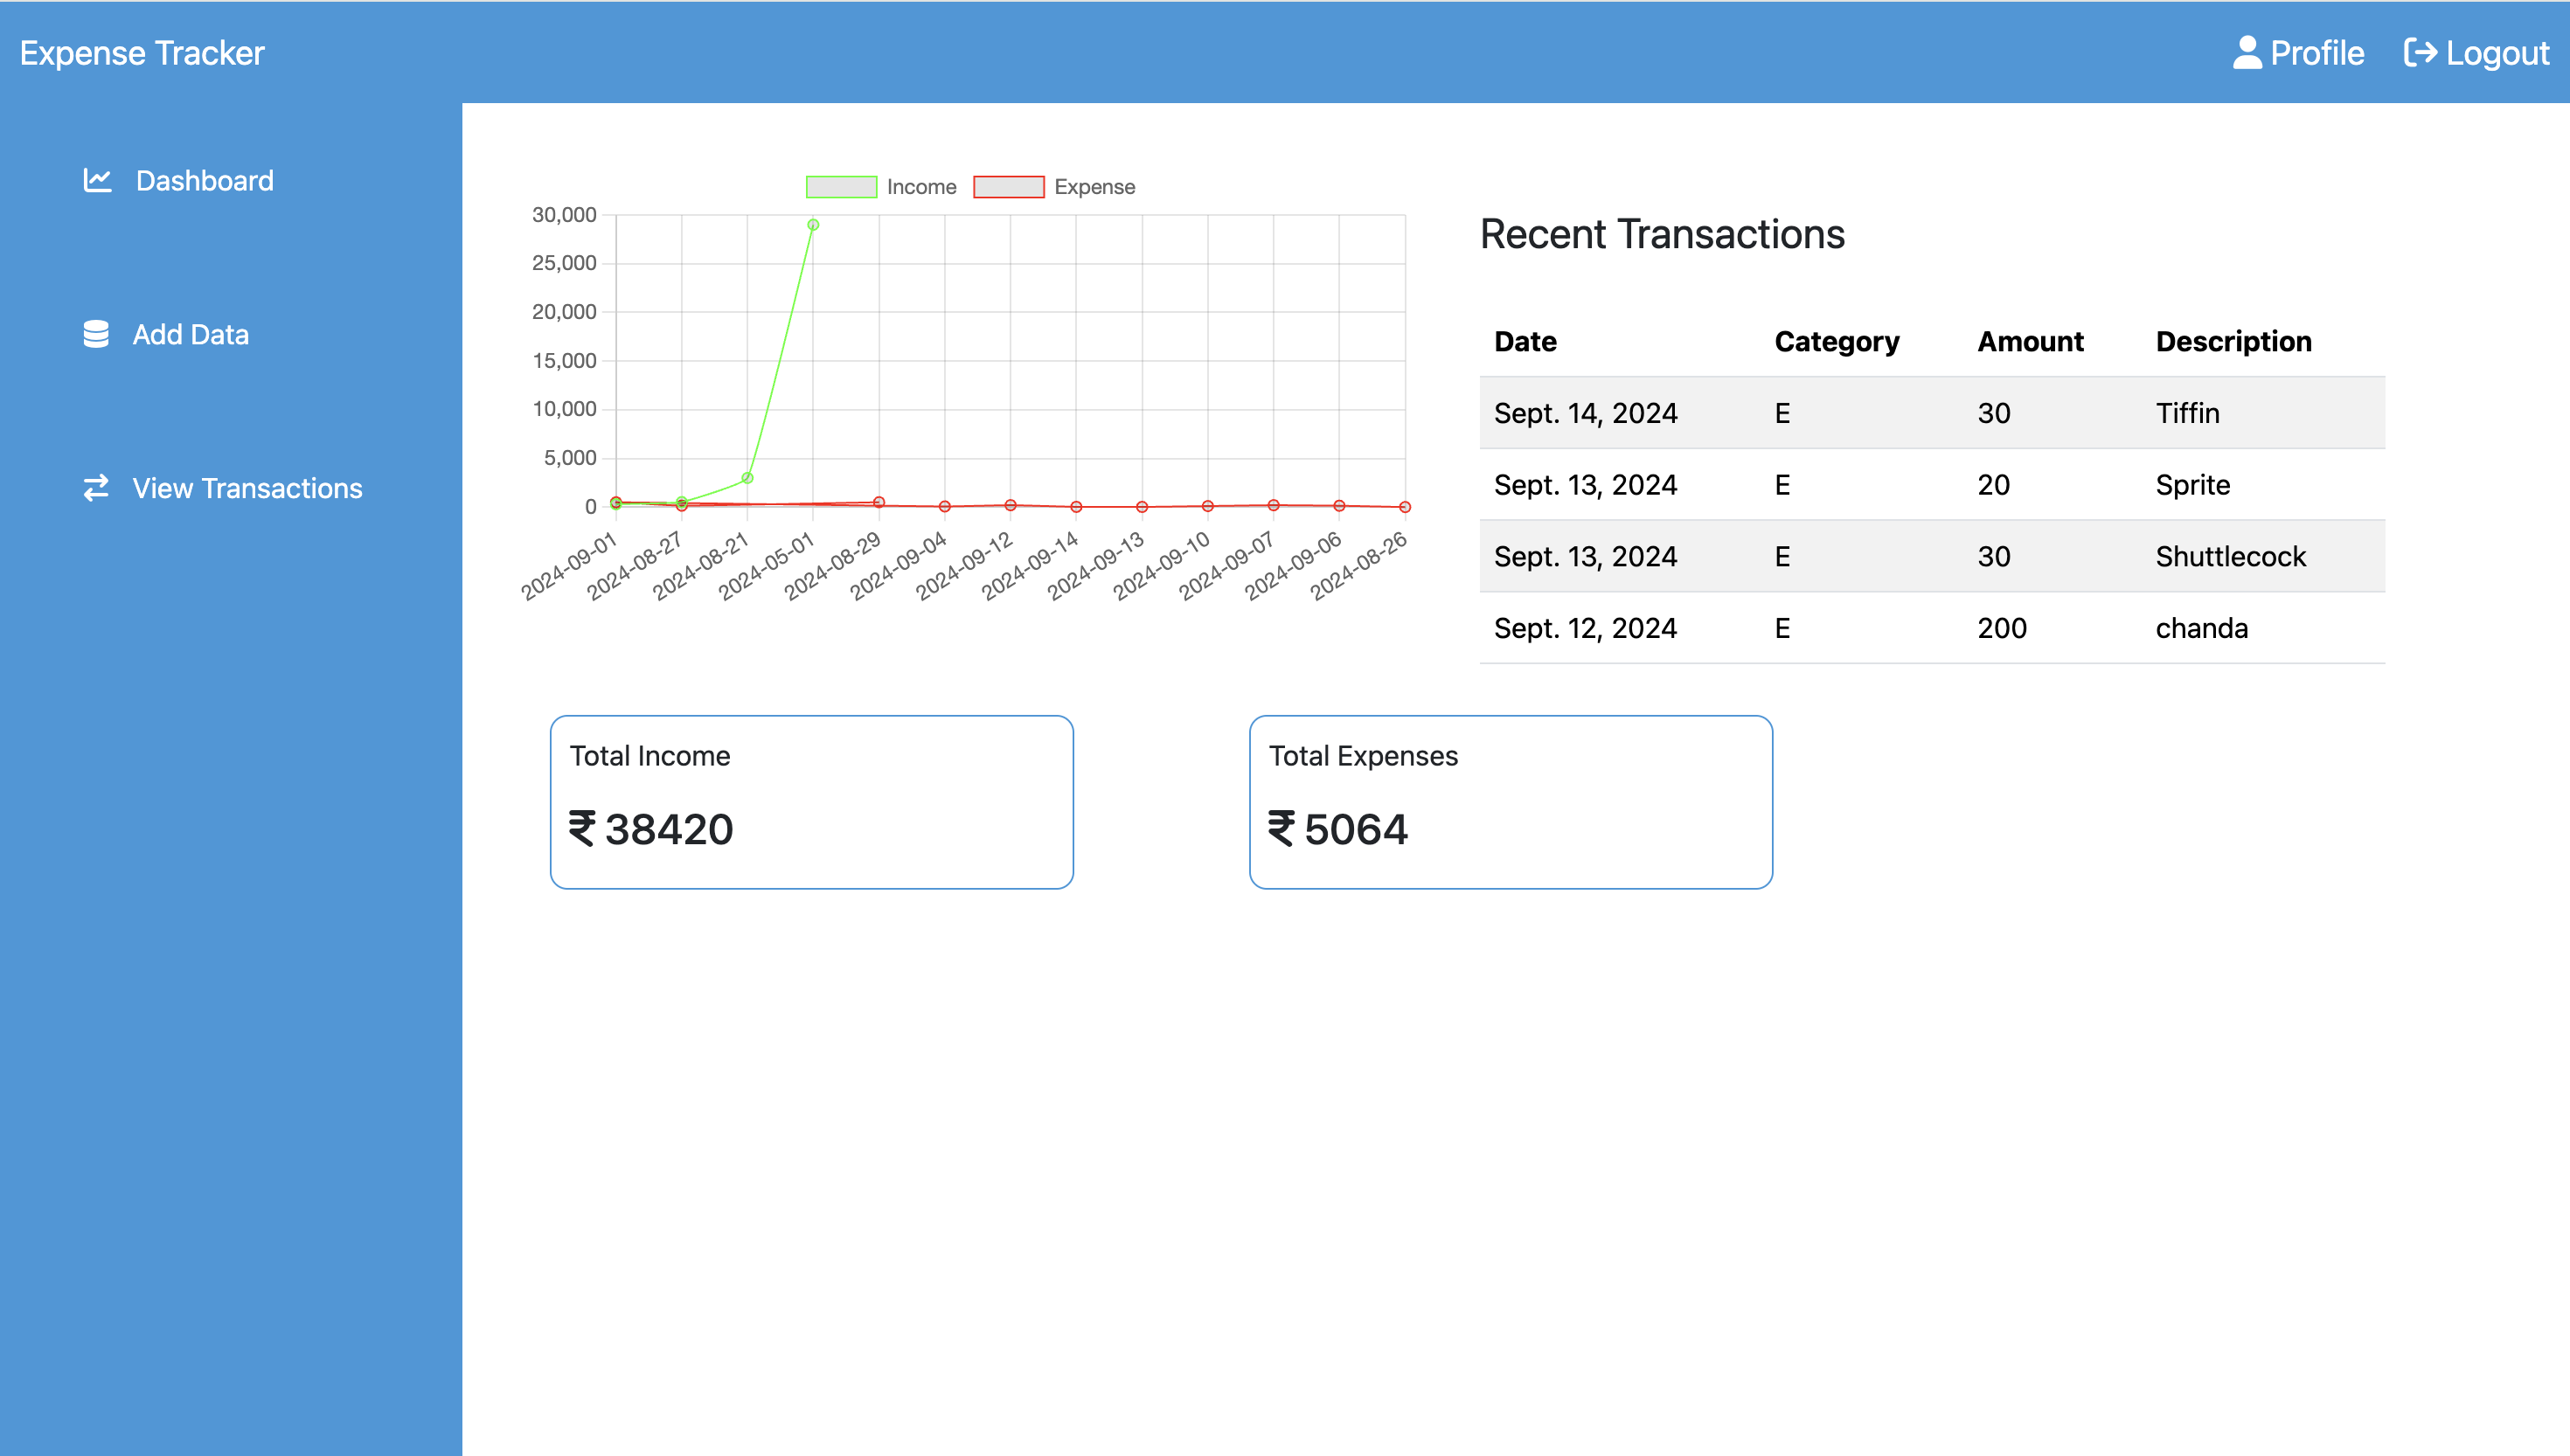 Expense Tracker
Profile
Logout
Dashboard
Add Data
View Transactions
Income Expense
30,000
25,000
20,000
15,000
10,000
5,000
0
2024-09-01
2024-08-27
2024-08-21
2024-05-01
2024-08-29
2024-09-04
2024-09-12
2024-09-14
2024-09-13
2024-09-10
2024-09-07
2024-09-06
2024-08-26
Recent Transactions
Date Category Amount Description
Sept. 14, 2024 E 30 Tiffin
Sept. 13, 2024 E 20 Sprite
Sept. 13, 2024 E 30 Shuttlecock
Sept. 12, 2024 E 200 chanda
Total Income
₹ 38420
Total Expenses
₹ 5064